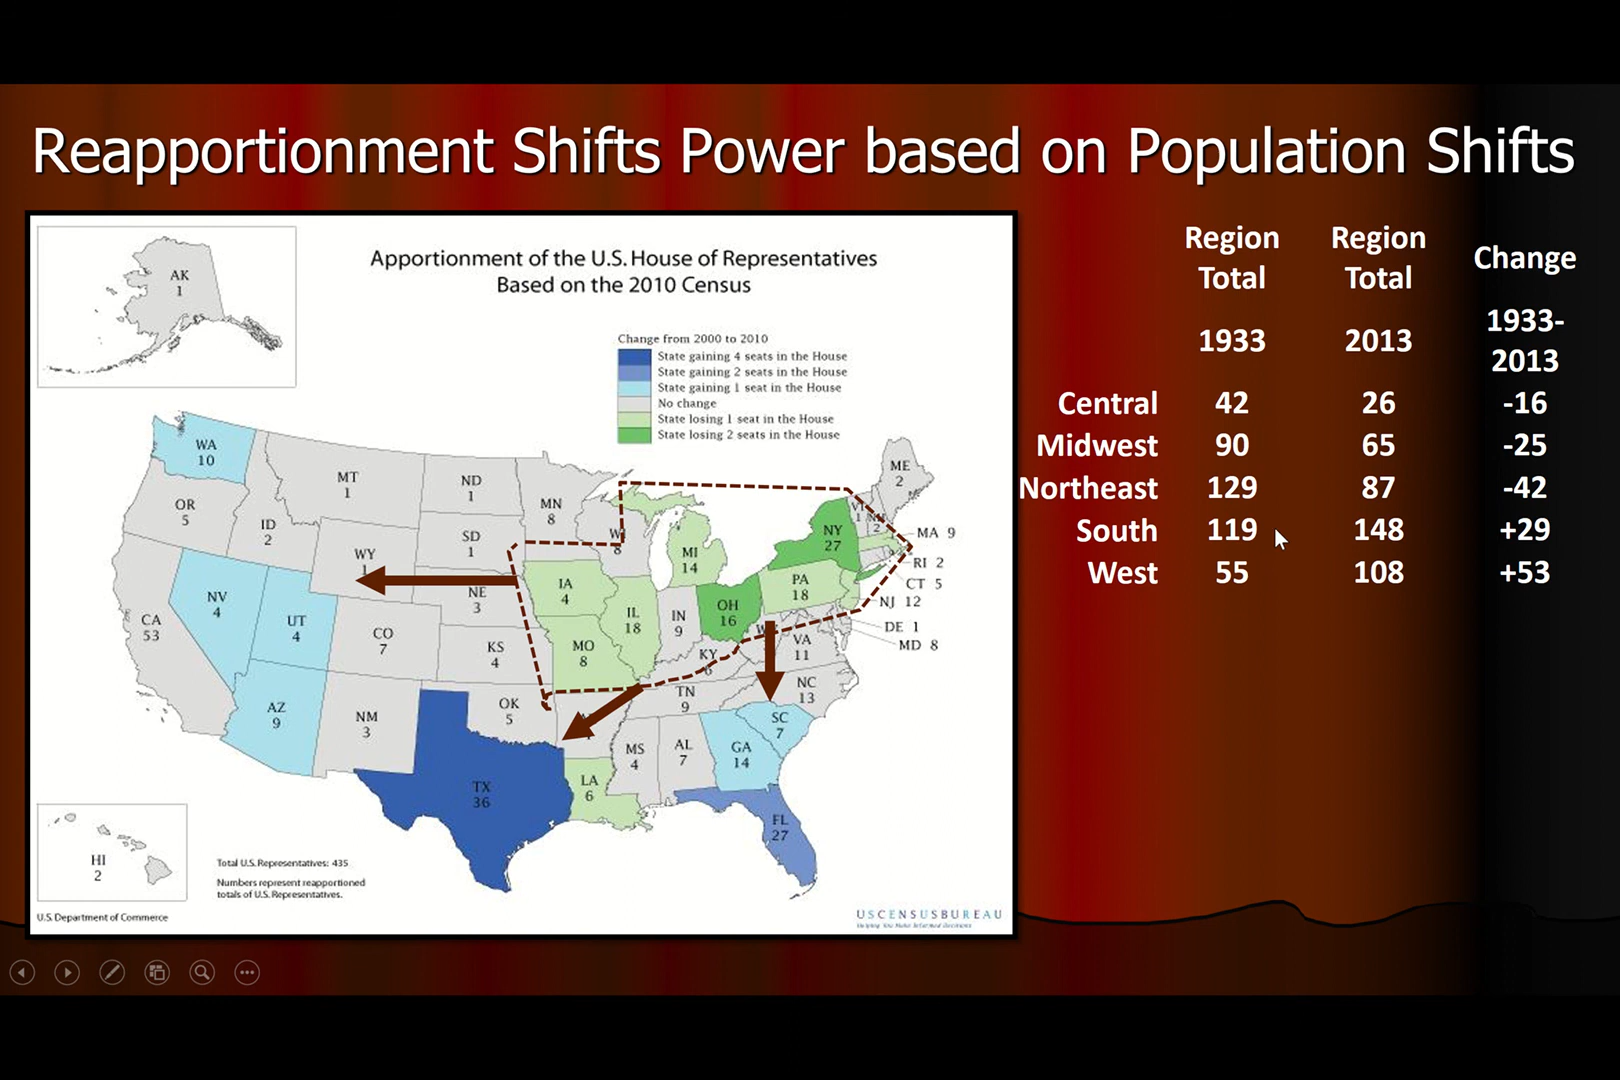 Reapportionment Shifts Power based on Population Shifts
Apportionment of the U.S. House of Representatives
Based on the 2010 Census
Change from 2000 to 2010
State gaining 4 seats in the House
State gaining 2 seats in the House
State gaining 1 seat in the House
No change
State losing 1 seat in the House
State losing 2 seats in the House
AK
1
WA
10
OR
5
ID
2
MT
1
ND
1
MN
8
SD
1
WY
1
NE
3
NV
4
UT
4
CA
53
CO
7
KS
4
AZ
9
NM
3
OK
5
TX
36
IA
4
MO
8
8
IL
18
MI
14
IN
9
OH
16
KY
6
TN
9
MS
4
AL
7
GA
14
LA
6
FL
27
SC
7
NC
13
VA
11
PA
18
NY
27
1
2
ME
2
MA 9
RI 2
CT 5
NJ 12
DE 1
MD 8
HI
2
Total U.S. Representatives: 435
Numbers represent reapportioned
totals of U.S. Representatives.
U.S. Department of Commerce
USCENSUSBUREAU
Helping You Make Informed Decisions
Region Total Region Total Change
1933 2013 1933-2013
Central 42 26 -16
Midwest 90 65 -25
Northeast 129 87 -42
South 119 148 +29
West 55 108 +53